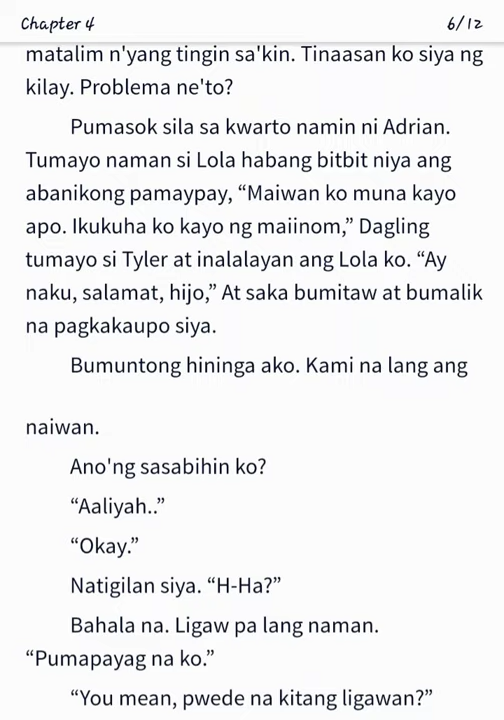 Chapter 4
6/12
matalim n'yang tingin sa'kin. Tinaasan ko siya ng
kilay. Problema ne'to?
Pumasok sila sa kwarto namin ni Adrian.
Tumayo naman si Lola habang bitbit niya ang
abanikong pamaypay, “Maiwan ko muna kayo
apo. Ikukuha ko kayo ng maiinom,” Dagling
tumayo si Tyler at inalalayan ang Lola ko. “Ay
naku, salamat, hijo,” At saka bumitaw at bumalik
na pagkakaupo siya.
Bumuntong hininga ako. Kami na lang ang
naiwan.
Ano'ng sasabihin ko?
“Aaliyah..”
“Okay.”
Natigilan siya. “H-Ha?”
Bahala na. Ligaw pa lang naman.
“Pumapayag na ko.”
“You mean, pwede na kitang ligawan?”